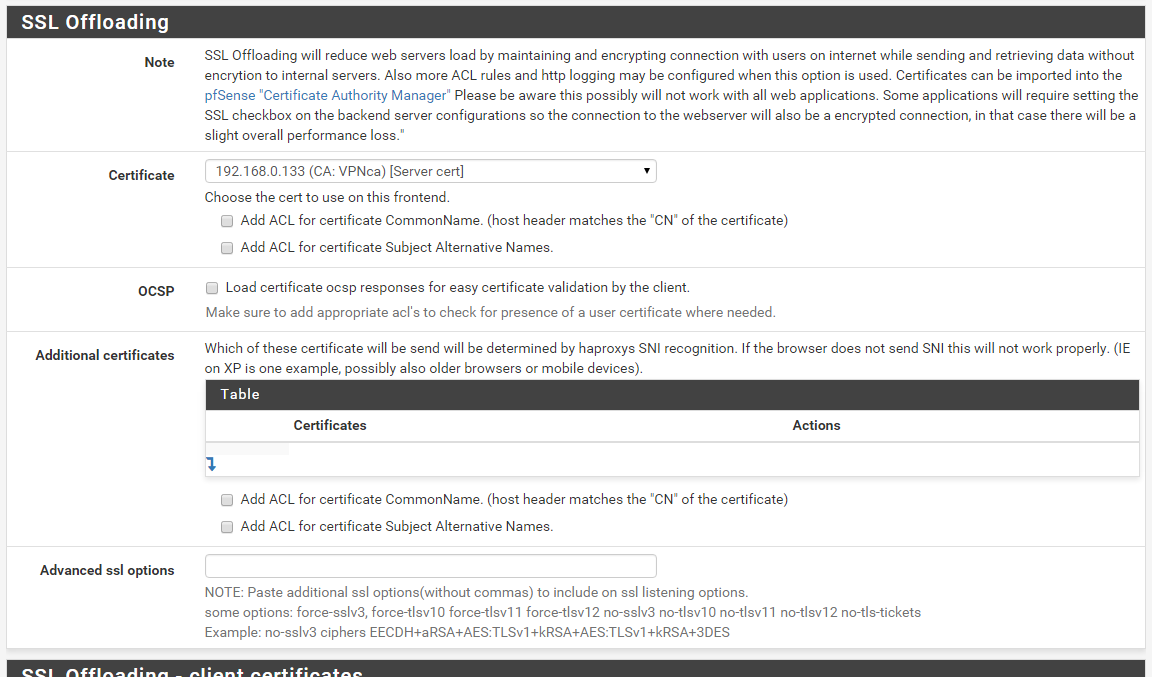 SSL Offloading
Note
SSL Offloading will reduce web servers load by maintaining and encrypting connection with users on internet while sending and retrieving data without
encrytion to internal servers. Also more ACL rules and http logging may be configured when this option is used. Certificates can be imported into the
pfSense "Certificate Authority Manager" Please be aware this possibly will not work with all web applications. Some applications will require setting the
SSL checkbox on the backend server configurations so the connection to the webserver will also be a encrypted connection, in that case there will be a
slight overall performance loss."
Certificate
192.168.0.133 (CA: VPNca) [Server cert]
Choose the cert to use on this frontend.
Add ACL for certificate CommonName. (host header matches the "CN" of the certificate)
Add ACL for certificate Subject Alternative Names.
OCSP
Load certificate ocsp responses for easy certificate validation by the client.
Make sure to add appropriate acl's to check for presence of a user certificate where needed.
Additional certificates
Which of these certificate will be send will be determined by haproxys SNI recognition. If the browser does not send SNI this will not work properly. (IE
on XP is one example, possibly also older browsers or mobile devices).
Table
Certificates Actions
Add ACL for certificate CommonName. (host header matches the "CN" of the certificate)
Add ACL for certificate Subject Alternative Names.
Advanced ssl options
NOTE: Paste additional ssl options(without commas) to include on ssl listening options.
some options: force-sslv3, force-tlsv10 force-tlsv11 force-tlsv12 no-sslv3 no-tlsv10 no-tlsv11 no-tlsv12 no-tls-tickets
Example: no-sslv3 ciphers EECDH+aRSA+AES:TLSv1+kRSA+AES:TLSv1+kRSA+3DES
SSL Offloading - client certificates